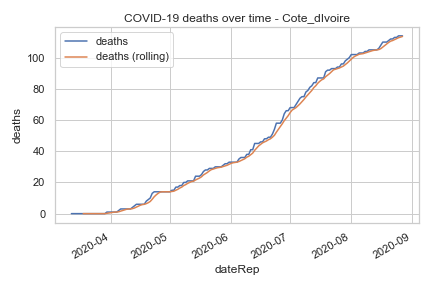 COVID-19 deaths over time - Cote_dIvoire
deaths
deaths (rolling)
100
80
60
40
20
0
deaths
2020-04
2020-05
2020-06
2020-07
2020-08
2020-09
dateRep